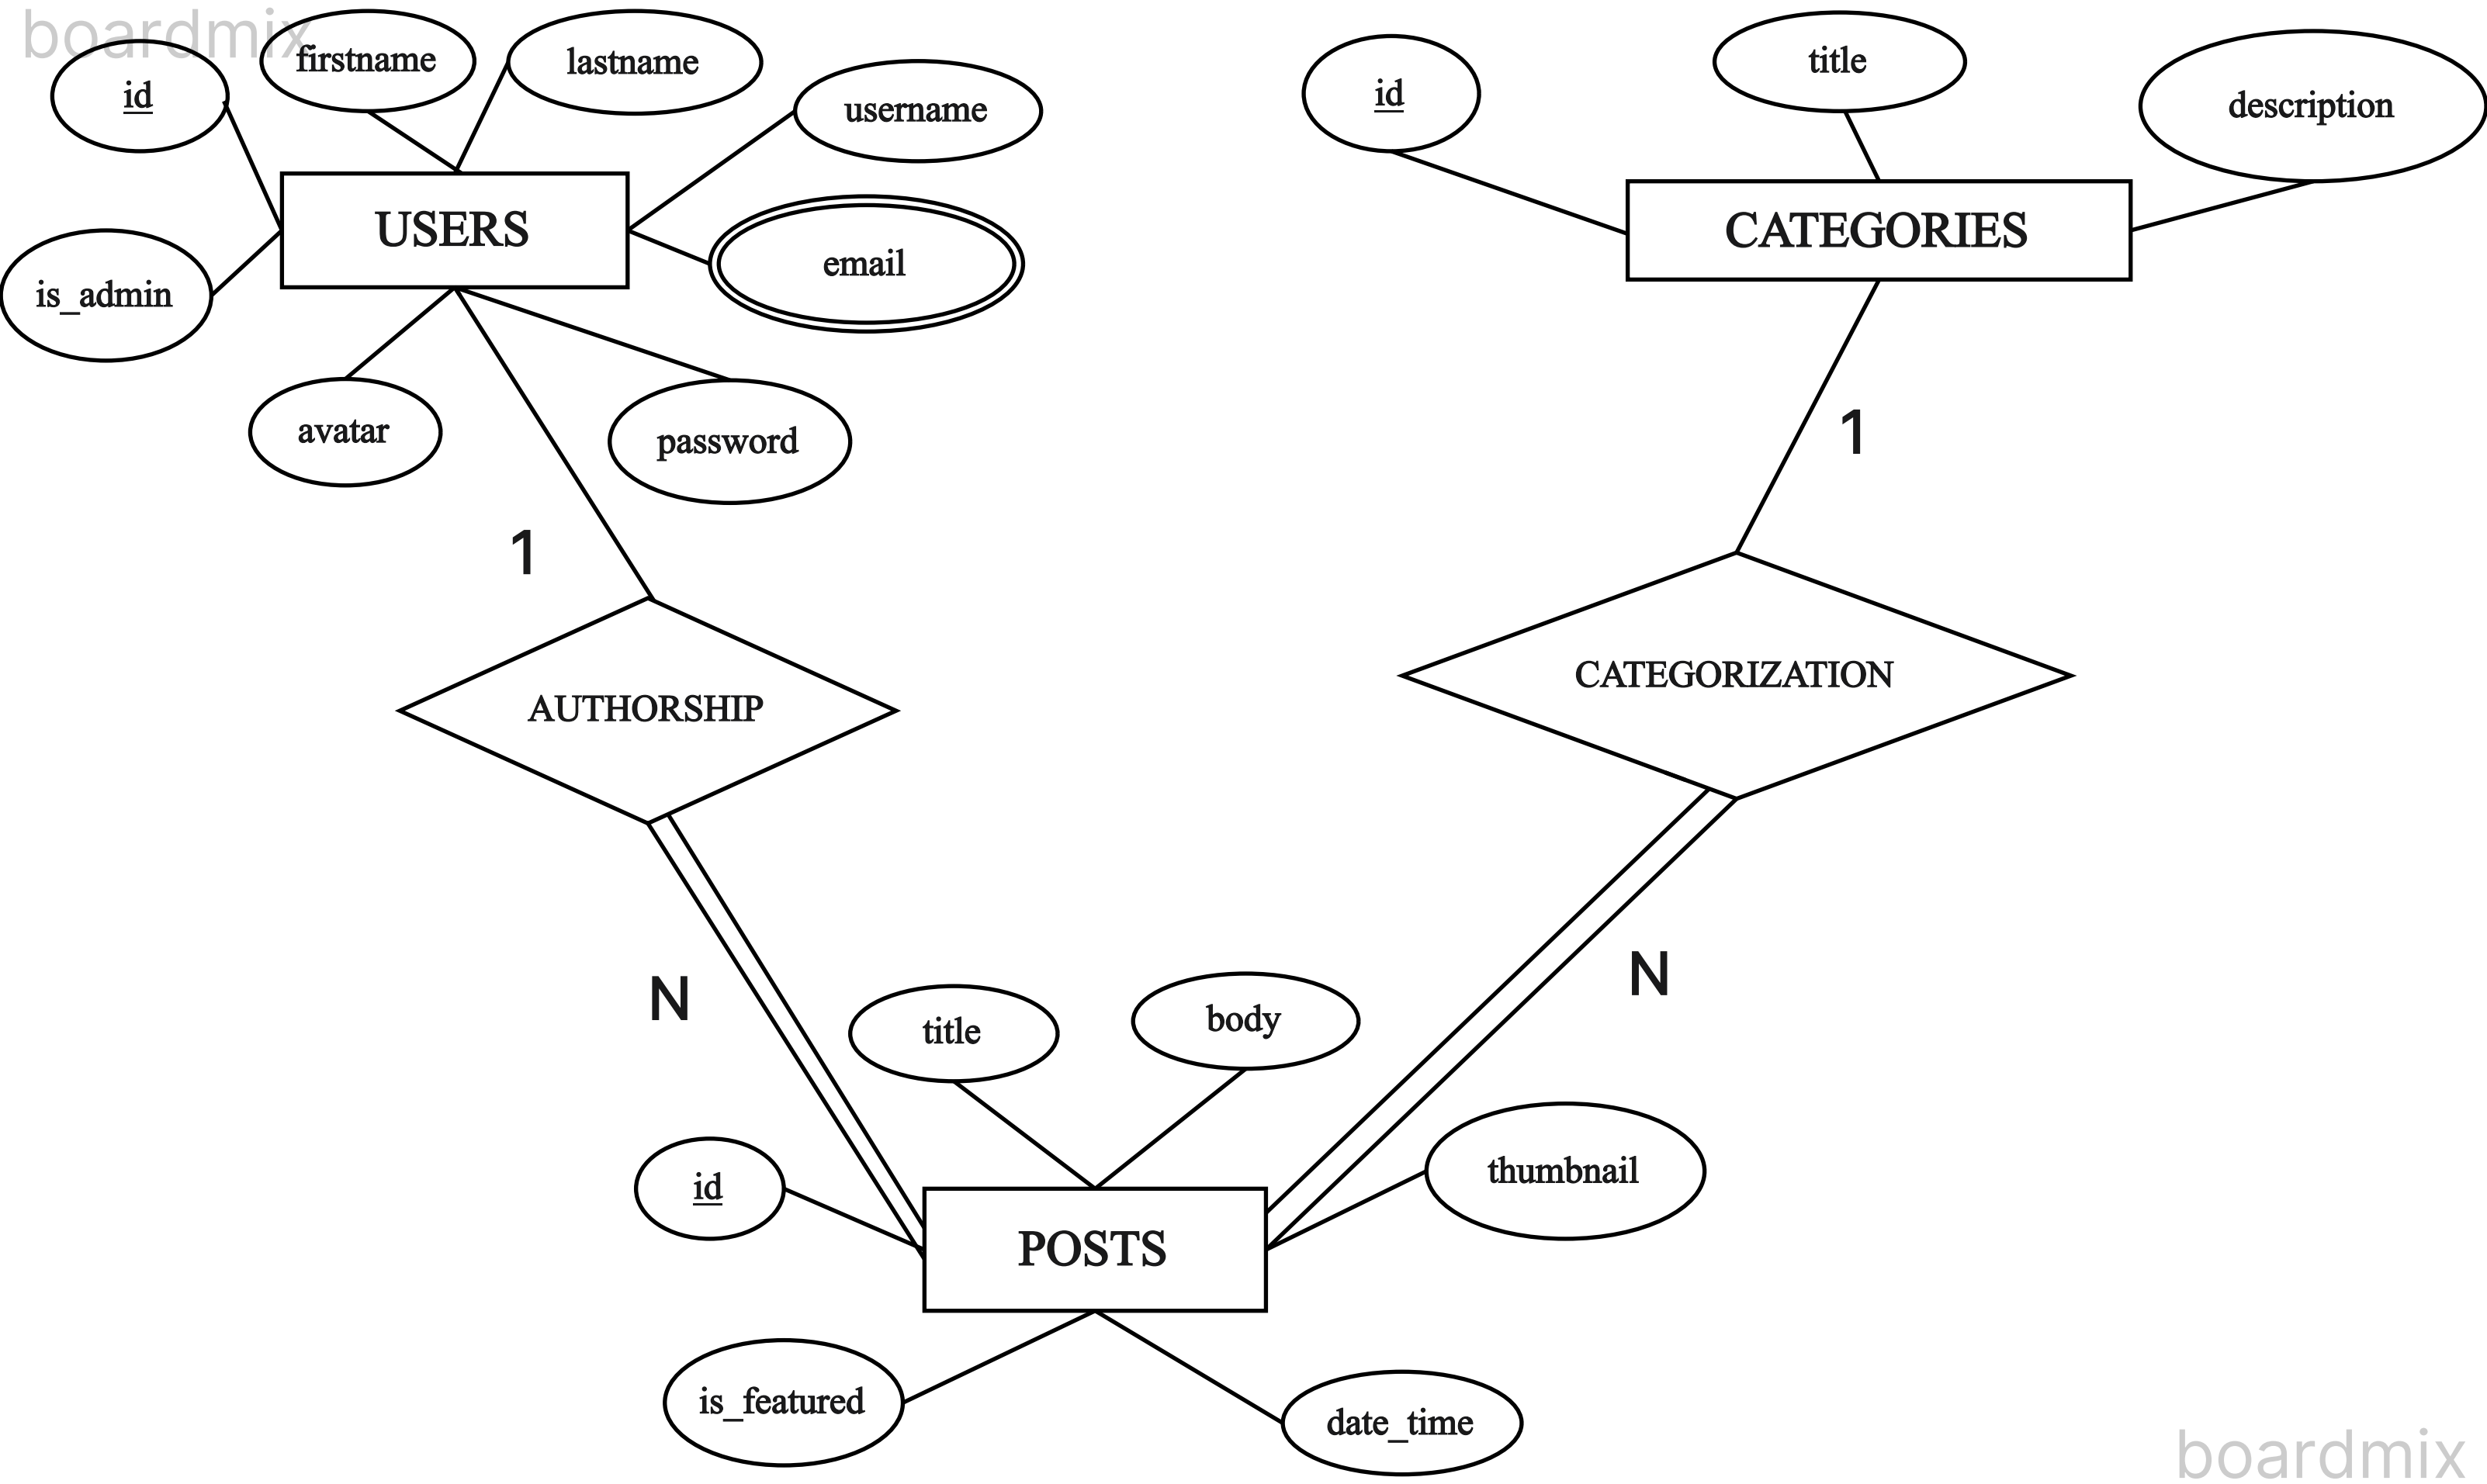 boardmix
id
firstname
lastname
username
id
title
description
USERS
CATEGORIES
email
is_admin
avatar
password
1
1
AUTHORSHIP
CATEGORIZATION
N
N
title
body
id
thumbnail
POSTS
is_featured
date_time
boardmix